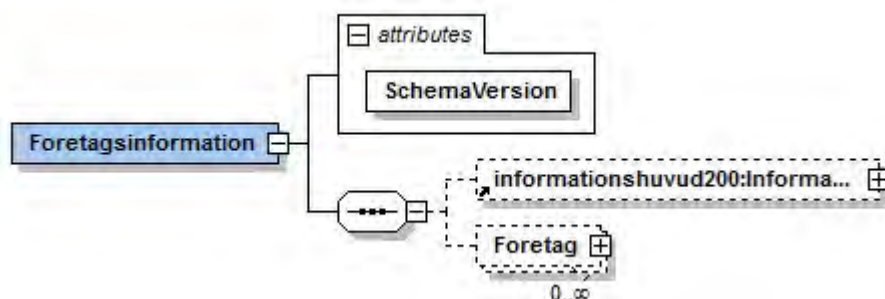 attributes
SchemaVersion
Foretagsinformation
informationshuvud200:Informa...
Foretag
0..∞